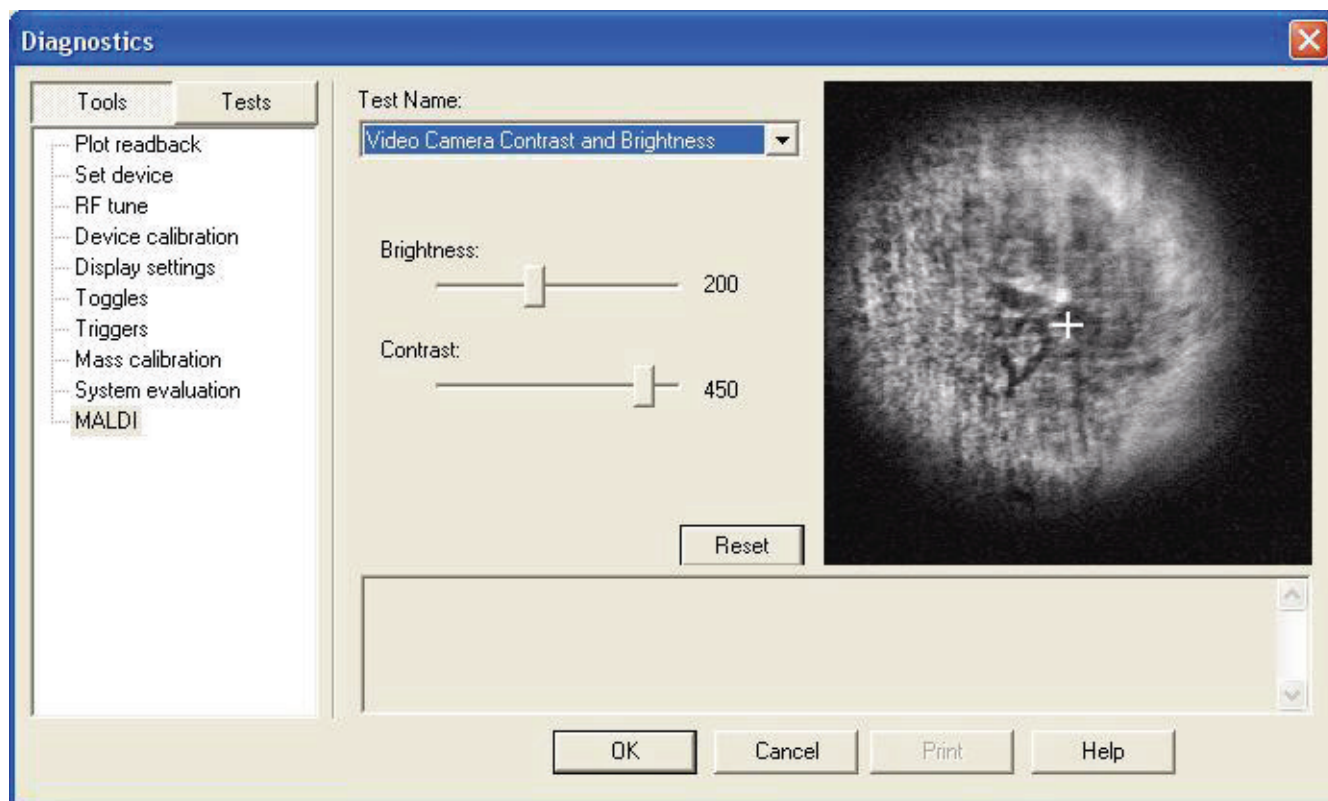 Diagnostics
Tools Tests
Plot readback
Set device
RF tune
Device calibration
Display settings
Toggles
Triggers
Mass calibration
System evaluation
MALDI
Test Name:
Video Camera Contrast and Brightness
Brightness:
200
Contrast:
450
Reset
OK Cancel Print Help